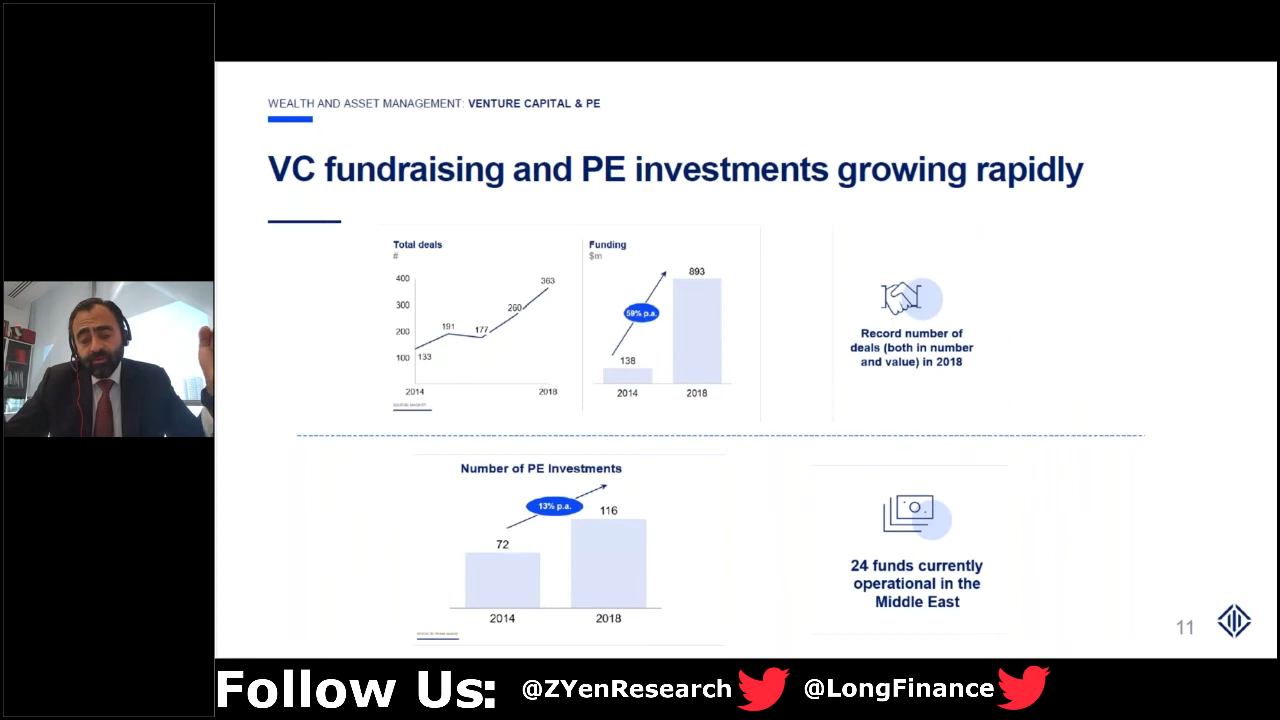 WEALTH AND ASSET MANAGEMENT: VENTURE CAPITAL & PE
VC fundraising and PE investments growing rapidly
Total deals
#
400
300
200
100
133
191
177
260
363
2014
2018
Funding
$m
59% p.a.
138
893
2014
2018
Record number of
deals (both in number
and value) in 2018
Number of PE Investments
13% p.a.
72
116
2014
2018
24 funds currently
operational in the
Middle East
11
Follow Us:
@ZYenResearch
@LongFinance